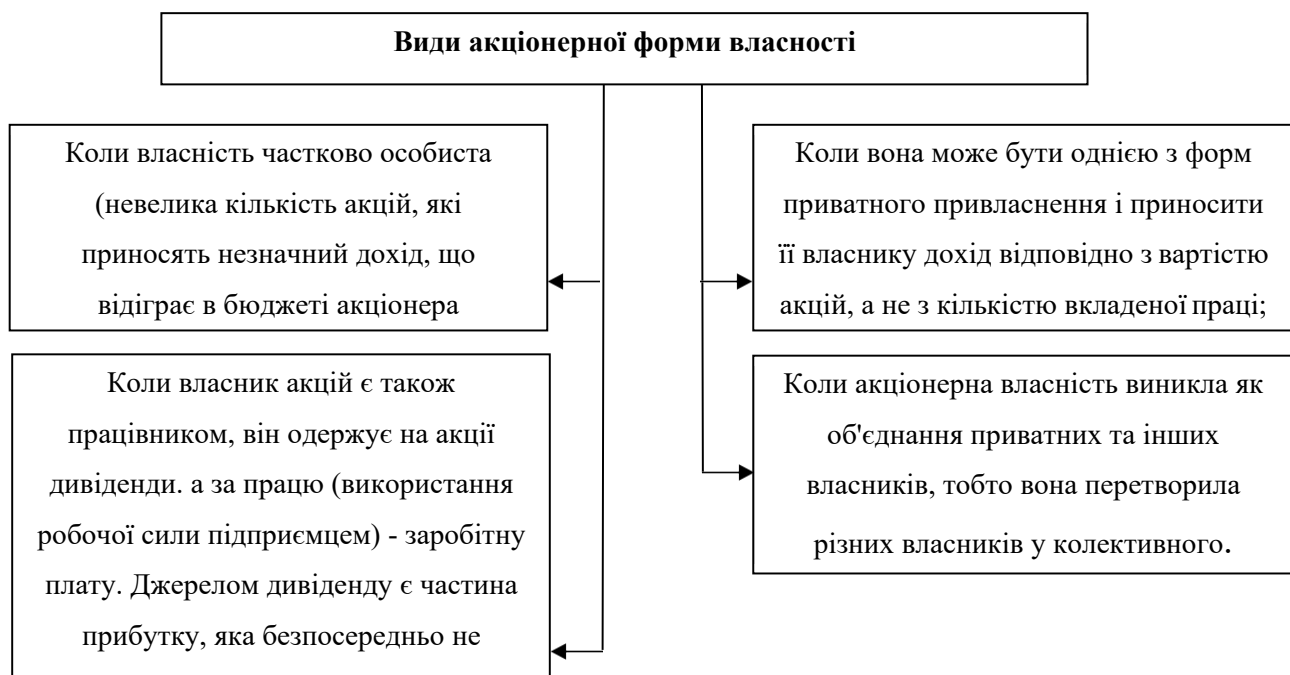 Види акціонерної форми власності
Коли власність частково особиста
(невелика кількість акцій, які
приносять незначний дохід, що
відіграє в бюджеті акціонера
Коли вона може бути однією з форм
приватного привласнення і приносити
її власнику дохід відповідно з вартістю
акцій, а не з кількістю вкладеної праці;
Коли власник акцій є також
працівником, він одержує на акції
дивіденди. а за працю (використання
робочої сили підприємцем) - заробітну
плату. Джерелом дивіденду є частина
прибутку, яка безпосередньо не
Коли акціонерна власність виникла як
об'єднання приватних та інших
власників, тобто вона перетворила
різних власників у колективного.